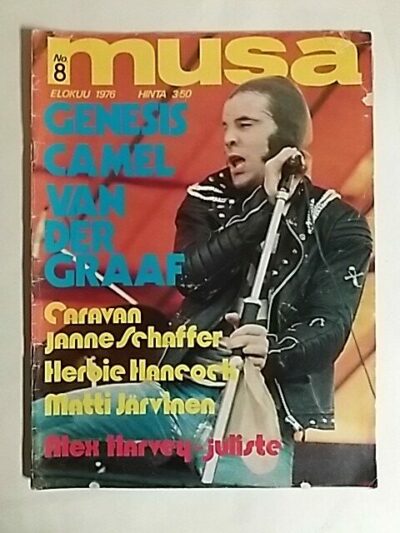 No.
8
musa
ELOKUU 1976 HINTA 3:50
GENESIS
CAMEL
VAN
DER
GRAAF
Caravan
Janne Schaffer
Herbie Hancock
Matti Järvinen
Alex Harvey-juliste